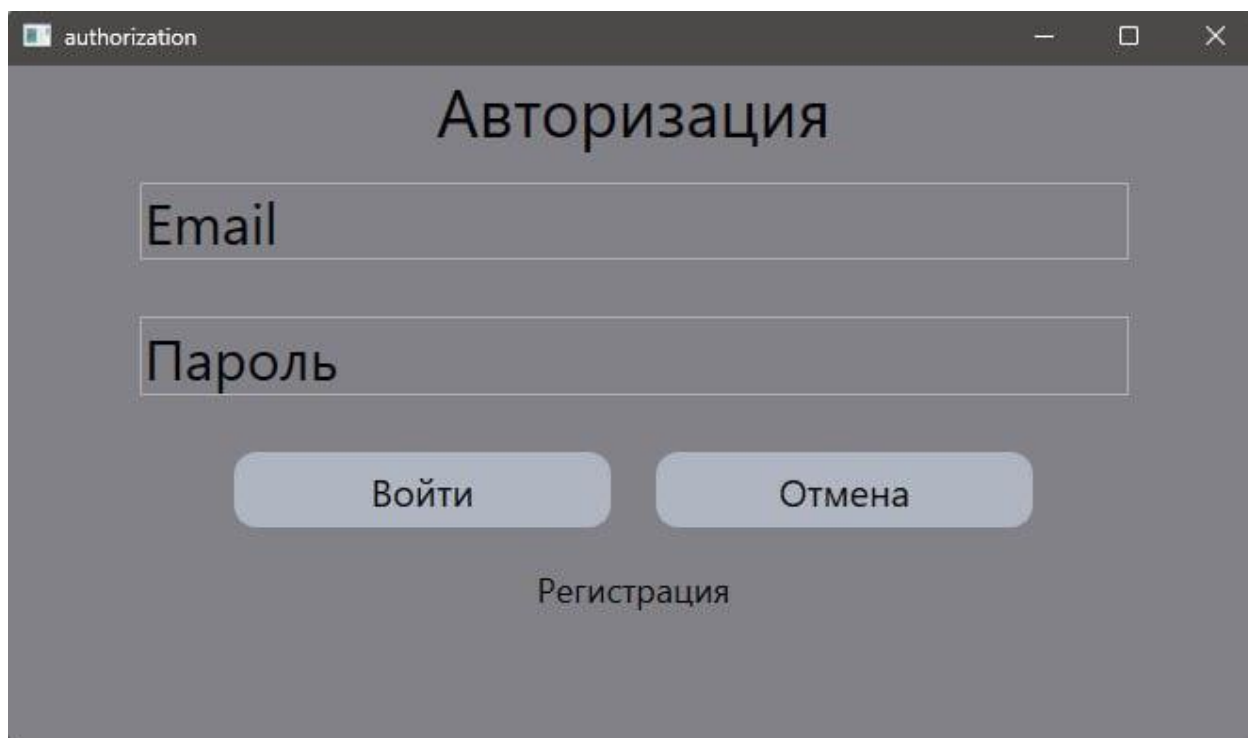 authorization
Авторизация
Email
Пароль
Войти Отмена
Регистрация